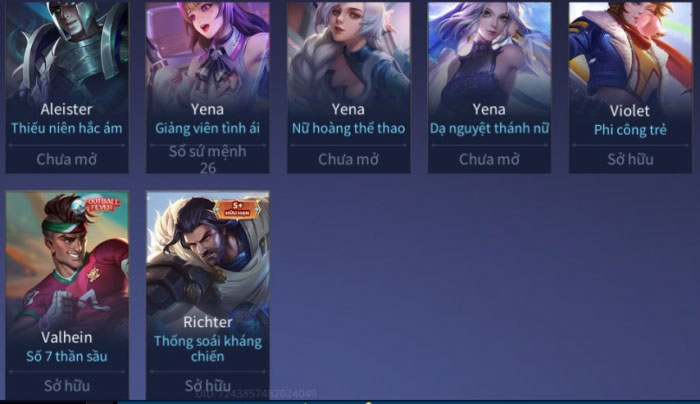 Aleister
Thiếu niên hắc ám
Chưa mở
Yena
Giảng viên tình ái
Sổ sứ mệnh
26
Yena
Nữ hoàng thể thao
Chưa mở
Yena
Dạ nguyệt thánh nữ
Chưa mở
Violet
Phi công trẻ
Sở hữu
FOOTBALL
FEVER
Valhein
Số 7 thần sầu
Sở hữu
S+
HỮU HẠN
Richter
Thống soái kháng
chiến
Sở hữu
UID: 7243857432024049